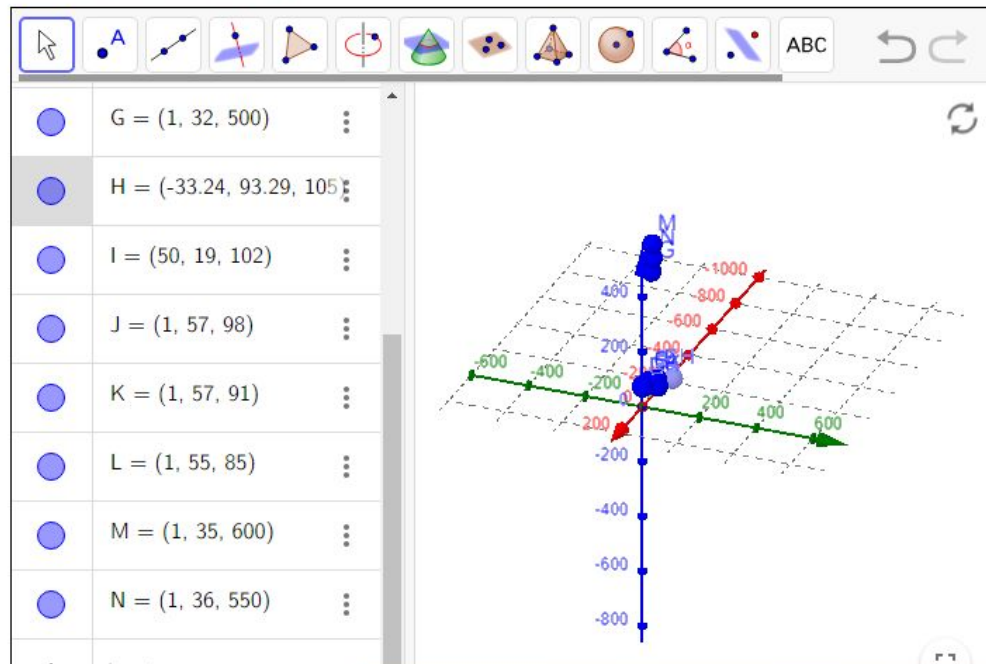 A
ABC
G = (1, 32, 500)
H = (-33.24, 93.29, 105)
I = (50, 19, 102)
J = (1, 57, 98)
K = (1, 57, 91)
L = (1, 55, 85)
M = (1, 35, 600)
N = (1, 36, 550)
M
N
G
-1000
400
-800
-600
200
-400
H
-600
-400
-200
0
0
200
200
400
600
-200
-400
-600
-800